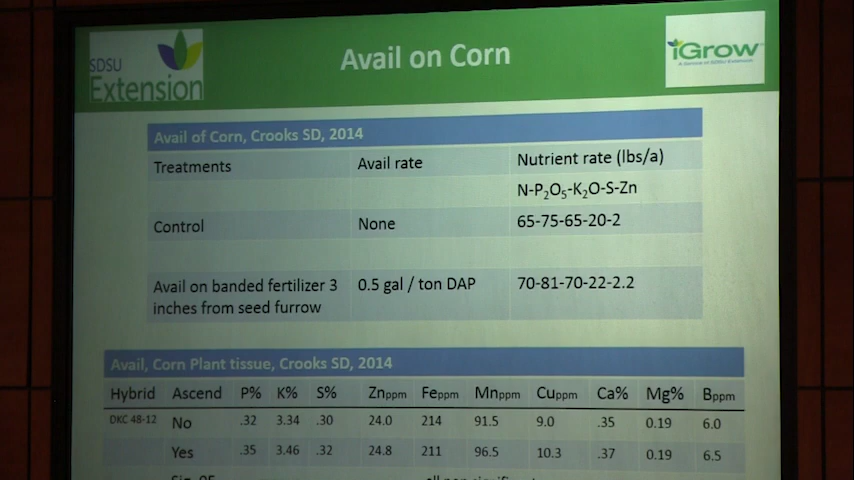 SDSU
Extension
Avail on Corn
iGrow
A Service of SDSU Extension
Avail of Corn, Crooks SD, 2014
Treatments Avail rate Nutrient rate (lbs/a)
N-P₂O₅-K₂O-S-Zn
Control None 65-75-65-20-2
Avail on banded fertilizer 3 0.5 gal / ton DAP 70-81-70-22-2.2
inches from seed furrow
Avail, Corn Plant tissue, Crooks SD, 2014
Hybrid Ascend P% K% S% Znppm Feppm Mnppm Cuppm Ca% Mg% Bppm
DKC 48-12 No .32 3.34 .30 24.0 214 91.5 9.0 .35 0.19 6.0
Yes .35 3.46 .32 24.8 211 96.5 10.3 .37 0.19 6.5